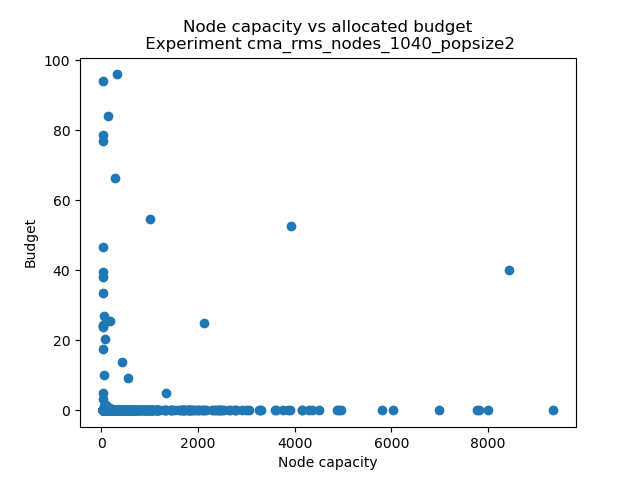 Node capacity vs allocated budget
Experiment cma_rms_nodes_1040_popsize2
100
80
60
40
20
0
Budget
0 2000 4000 6000 8000
Node capacity